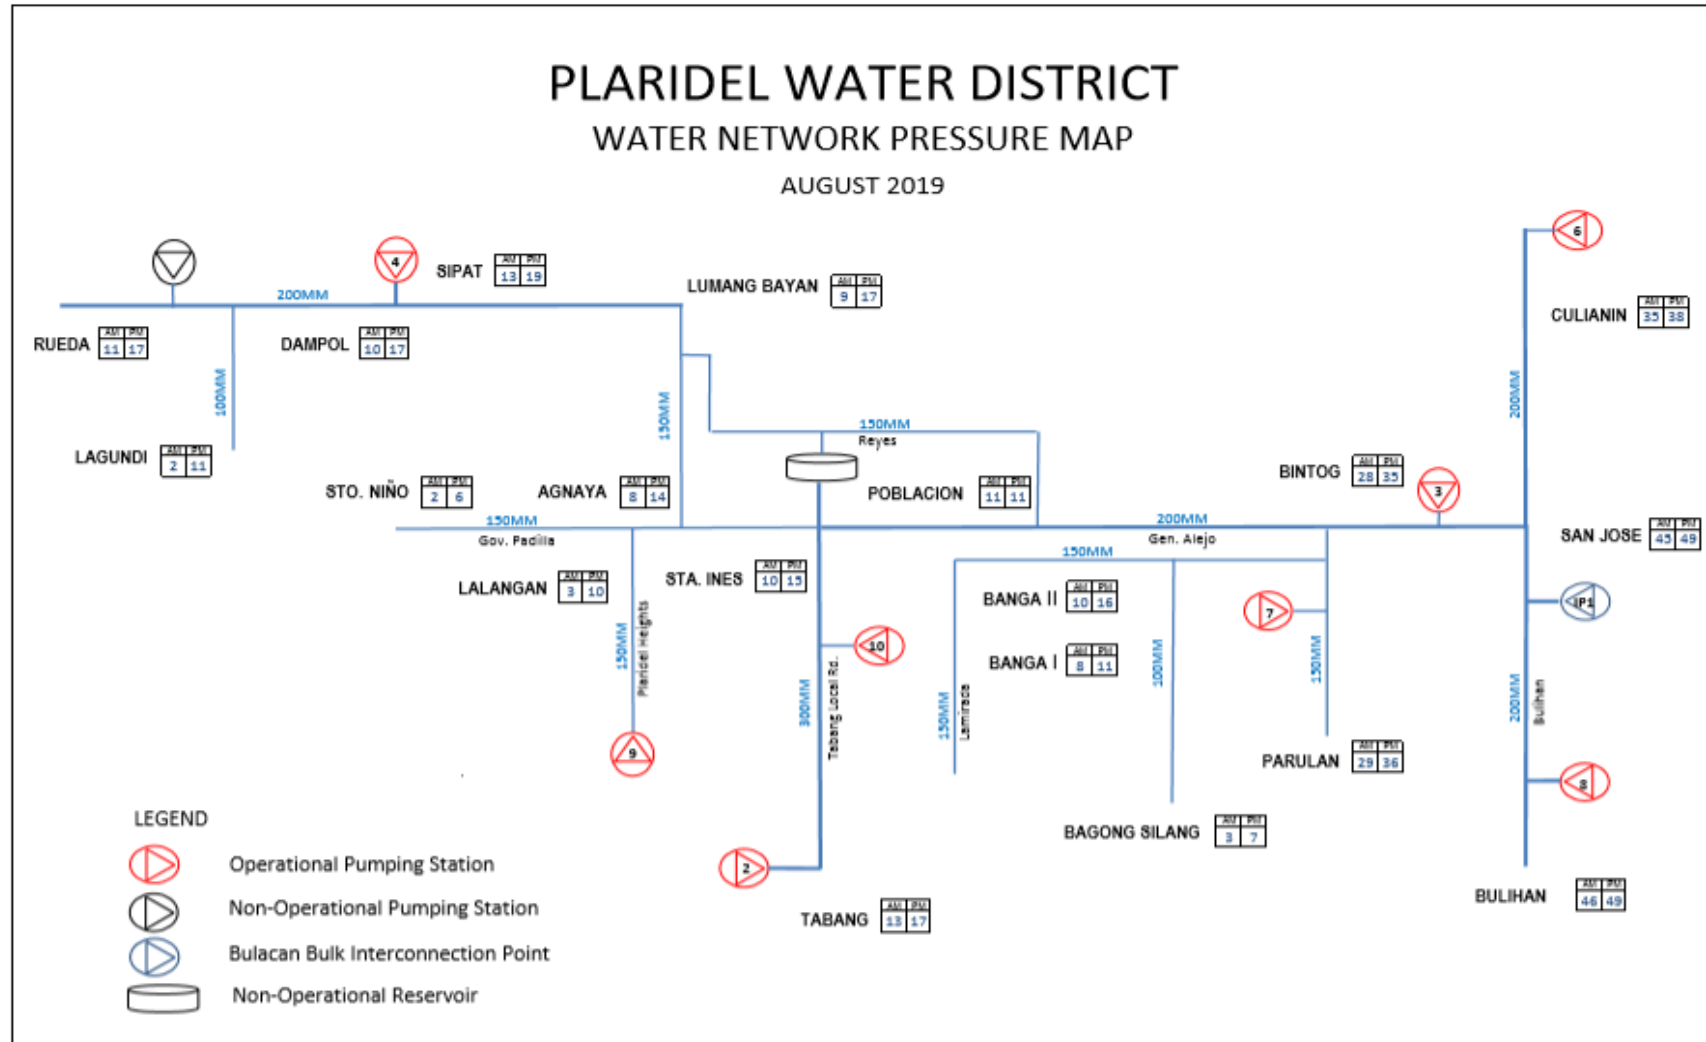 PLARIDEL WATER DISTRICT
WATER NETWORK PRESSURE MAP
AUGUST 2019
6
4
SIPAT AM PM 13 19
LUMANG BAYAN AM PM 9 17
200MM
CULIANIN AM PM 35 38
RUEDA AM PM 11 17
DAMPOL AM PM 10 17
100MM
150MM
200MM
150MM
Reyes
LAGUNDI AM PM 2 11
BINTOG AM PM 28 35
3
STO. NIÑO AM PM 2 6
AGNAYA AM PM 8 14
POBLACION AM PM 11 11
150MM
Gov. Padilla
200MM
Gen. Alejo
SAN JOSE AM PM 45 49
150MM
LALANGAN AM PM 3 10
STA. INES AM PM 10 15
BANGA II AM PM 10 16
7
IP1
150MM
Plaridel Heights
10
BANGA I AM PM 8 11
300MM
Tabang Local Rd.
150MM
Lamirada
100MM
150MM
200MM
Bulihan
9
PARULAN AM PM 29 36
8
LEGEND
BAGONG SILANG AM PM 3 7
Operational Pumping Station
2
Non-Operational Pumping Station
TABANG AM PM 13 17
BULIHAN AM PM 46 49
Bulacan Bulk Interconnection Point
Non-Operational Reservoir